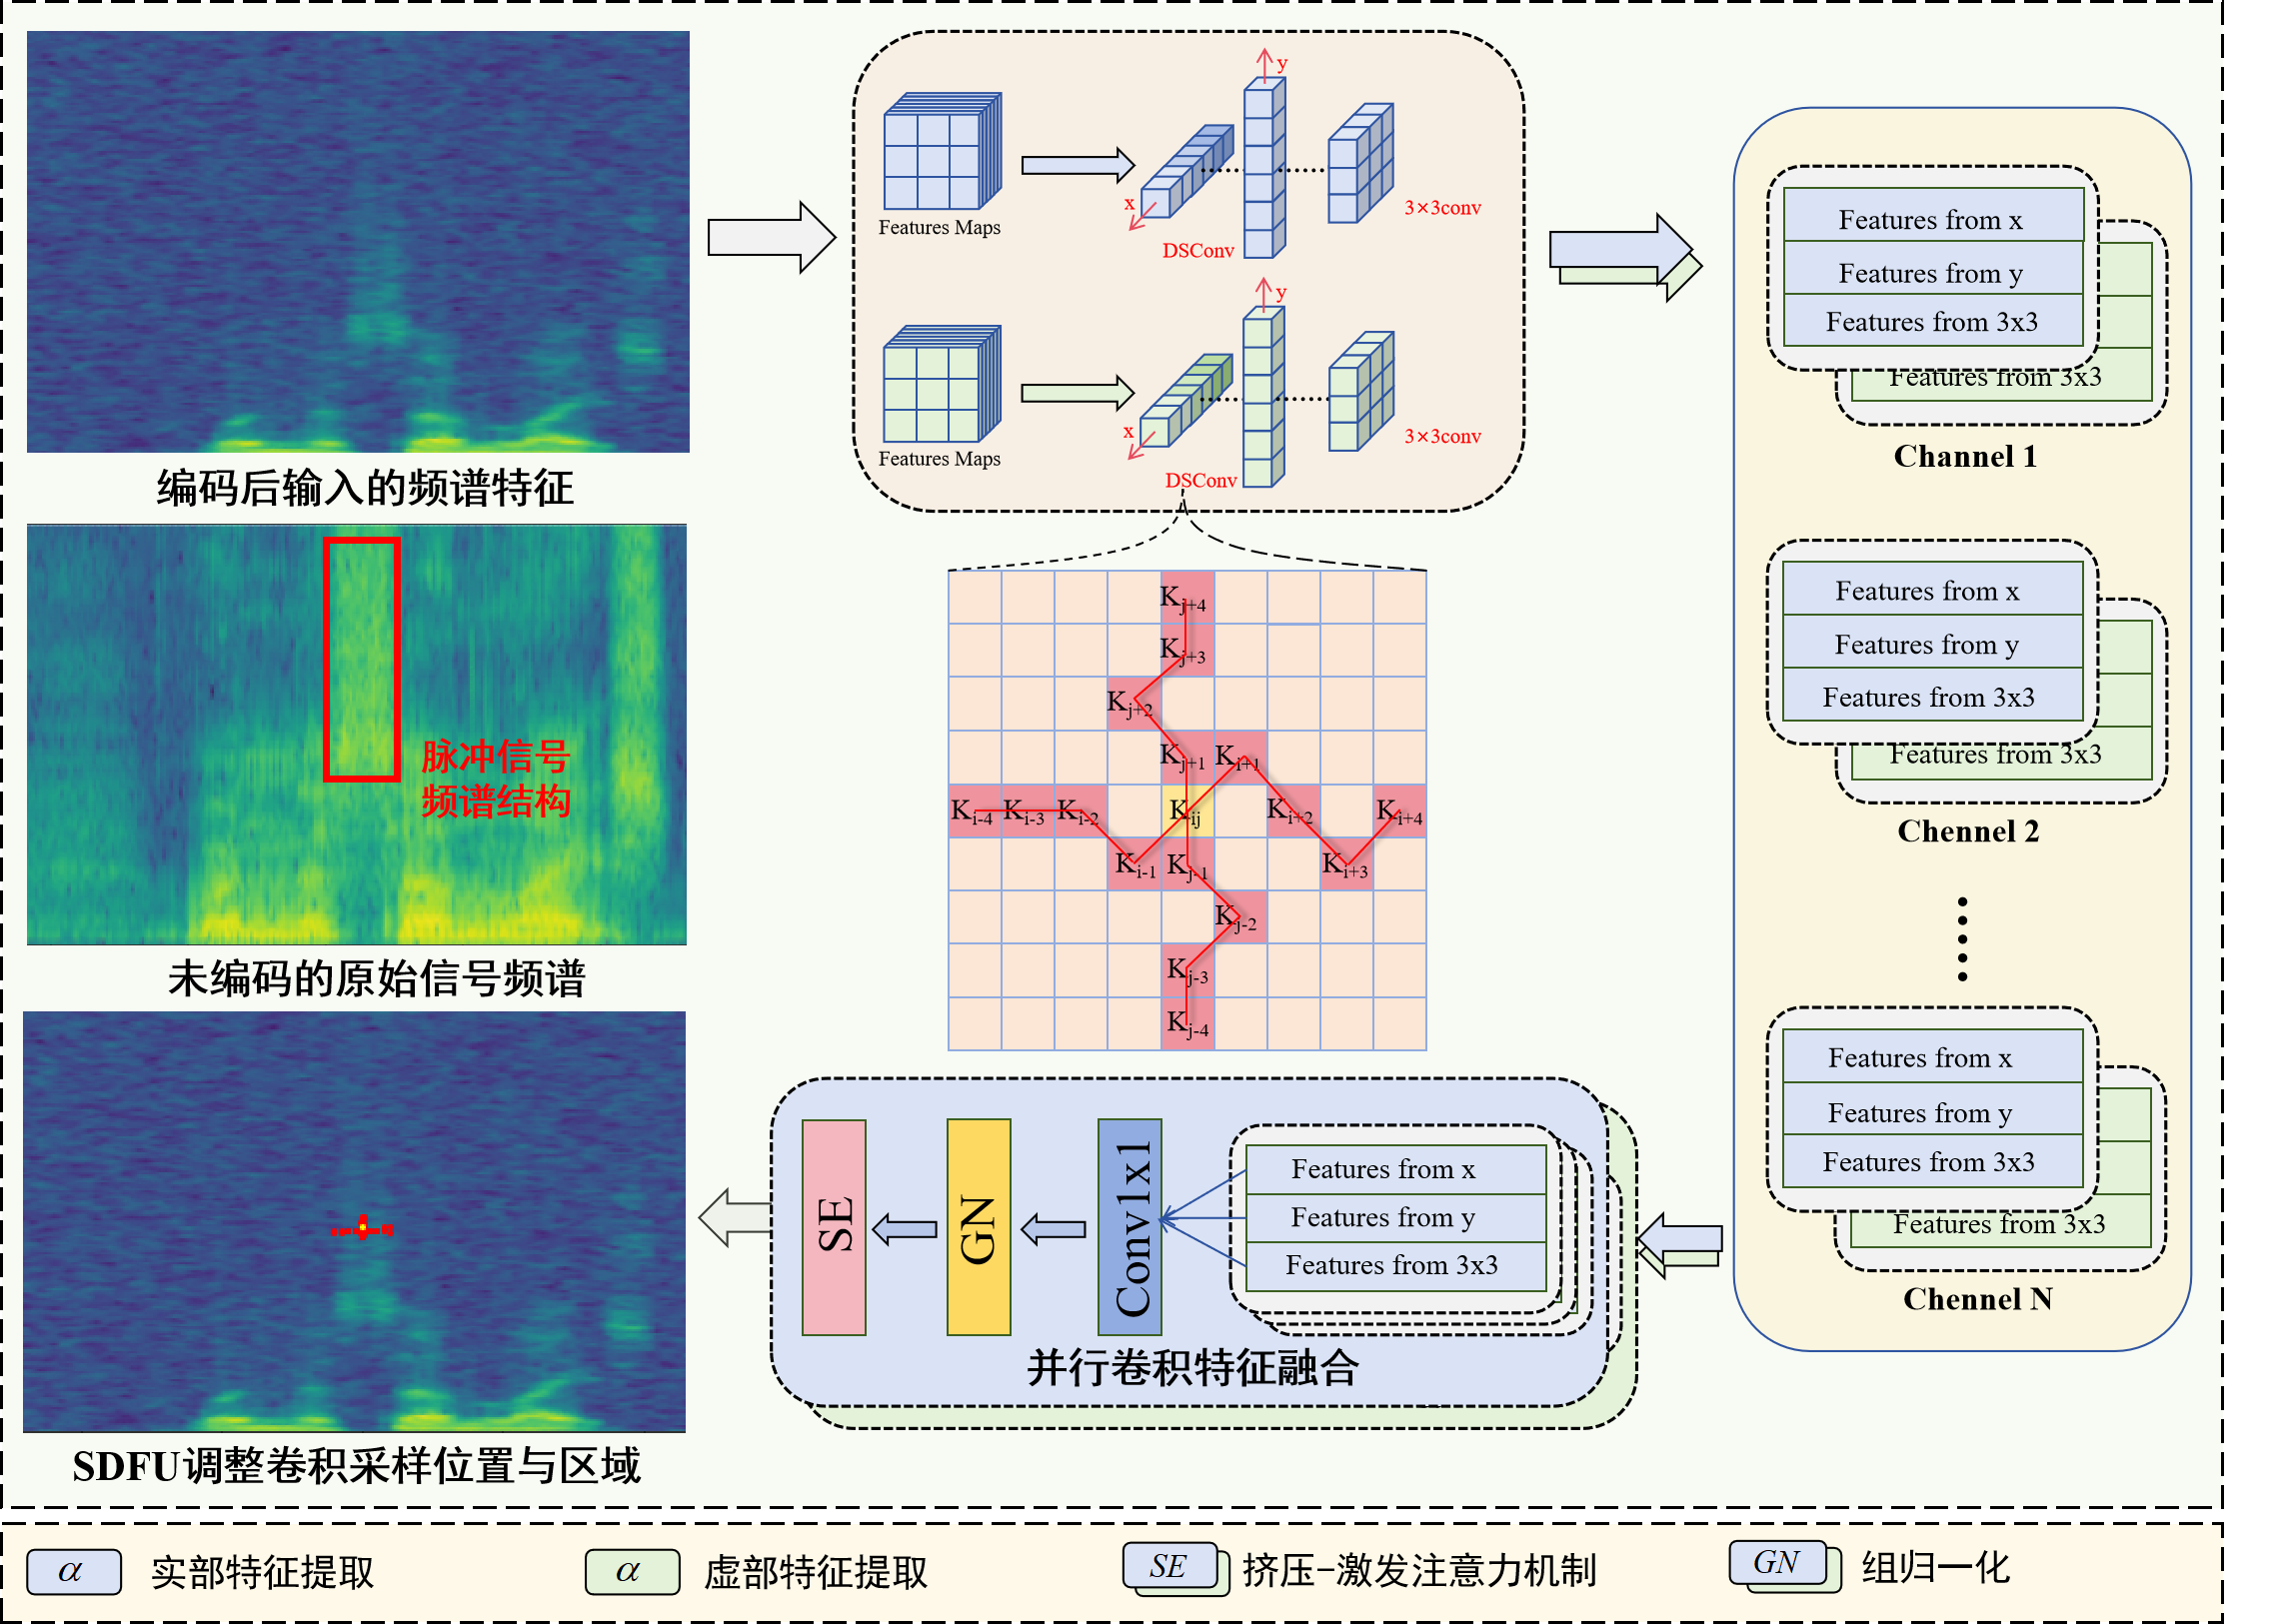 编码后输入的频谱特征
脉冲信号
频谱结构
未编码的原始信号频谱
SDFU调整卷积采样位置与区域
Features Maps
x
y
DSConv
3×3conv
Features Maps
x
y
DSConv
3×3conv
K_{j+4}
K_{j+3}
K_{j+2}
K_{j+1} K_{i+1}
K_{i-4} K_{i-3} K_{i-2} K_{ij} K_{i+2} K_{i+4}
K_{i-1} K_{j-1} K_{i+3}
K_{j-2}
K_{j-3}
K_{j-4}
Features from x
Features from y
Features from 3x3
Features from 3x3
Channel 1
Features from x
Features from y
Features from 3x3
Features from 3x3
Chennel 2
Features from x
Features from y
Features from 3x3
Features from 3x3
Chennel N
SE
GN
Conv1x1
Features from x
Features from y
Features from 3x3
并行卷积特征融合
α 实部特征提取
α 虚部特征提取
SE 挤压-激发注意力机制
GN 组归一化